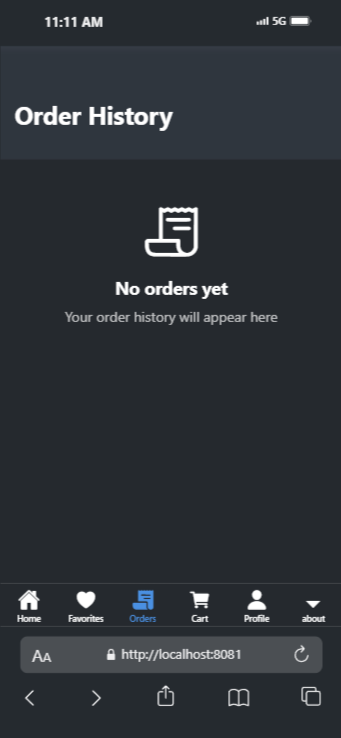 11:11 AM
5G
Order History
No orders yet
Your order history will appear here
Home Favorites Orders Cart Profile about
AA http://localhost:8081